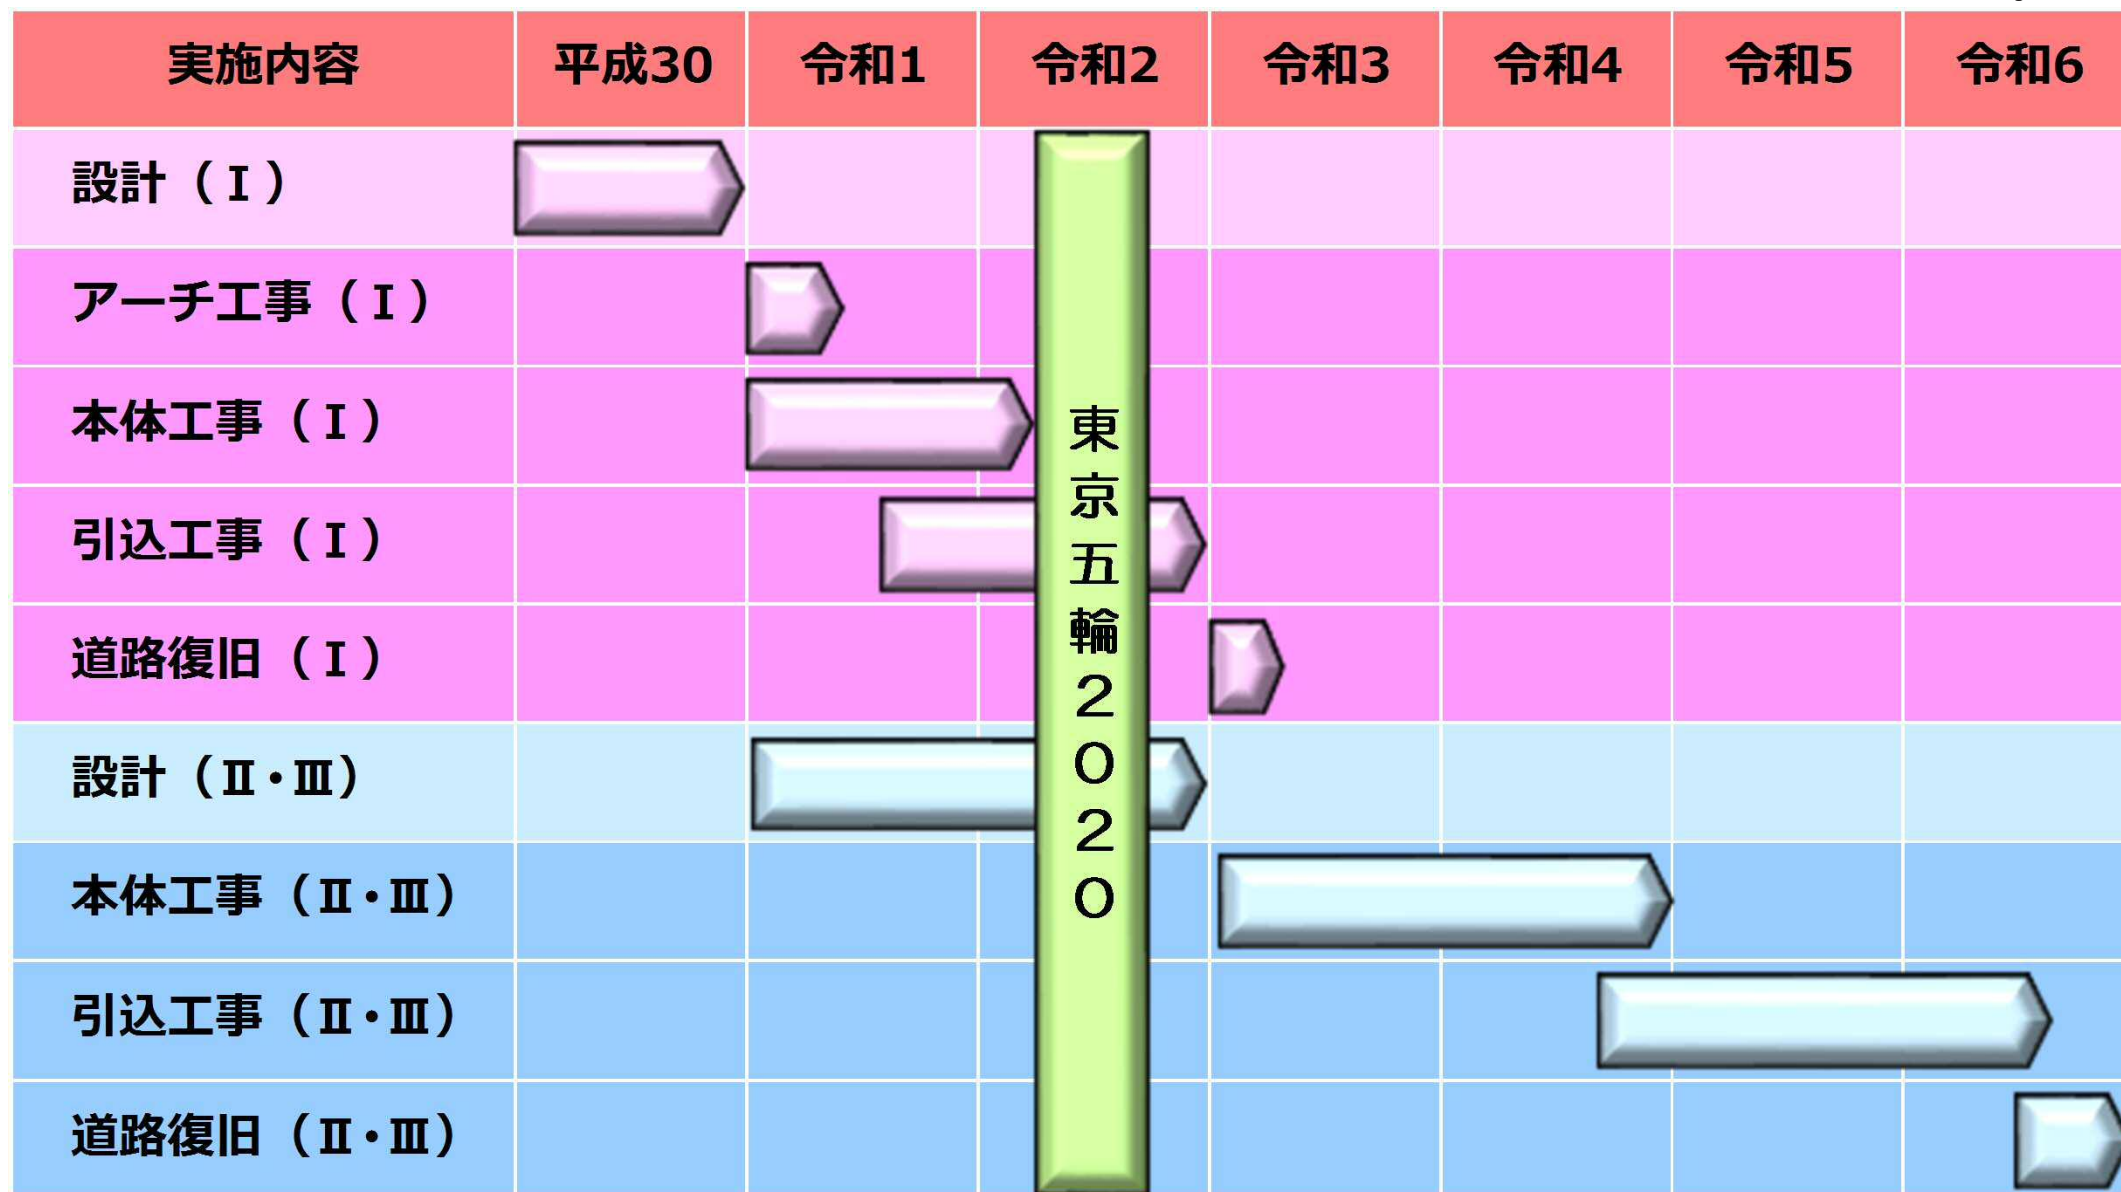 実施内容 平成30 令和1 令和2 令和3 令和4 令和5 令和6
設計（Ⅰ）
アーチ工事（Ⅰ）
本体工事（Ⅰ）
引込工事（Ⅰ）
道路復旧（Ⅰ）
設計（Ⅱ・Ⅲ）
本体工事（Ⅱ・Ⅲ）
引込工事（Ⅱ・Ⅲ）
道路復旧（Ⅱ・Ⅲ）
東京五輪２０２０